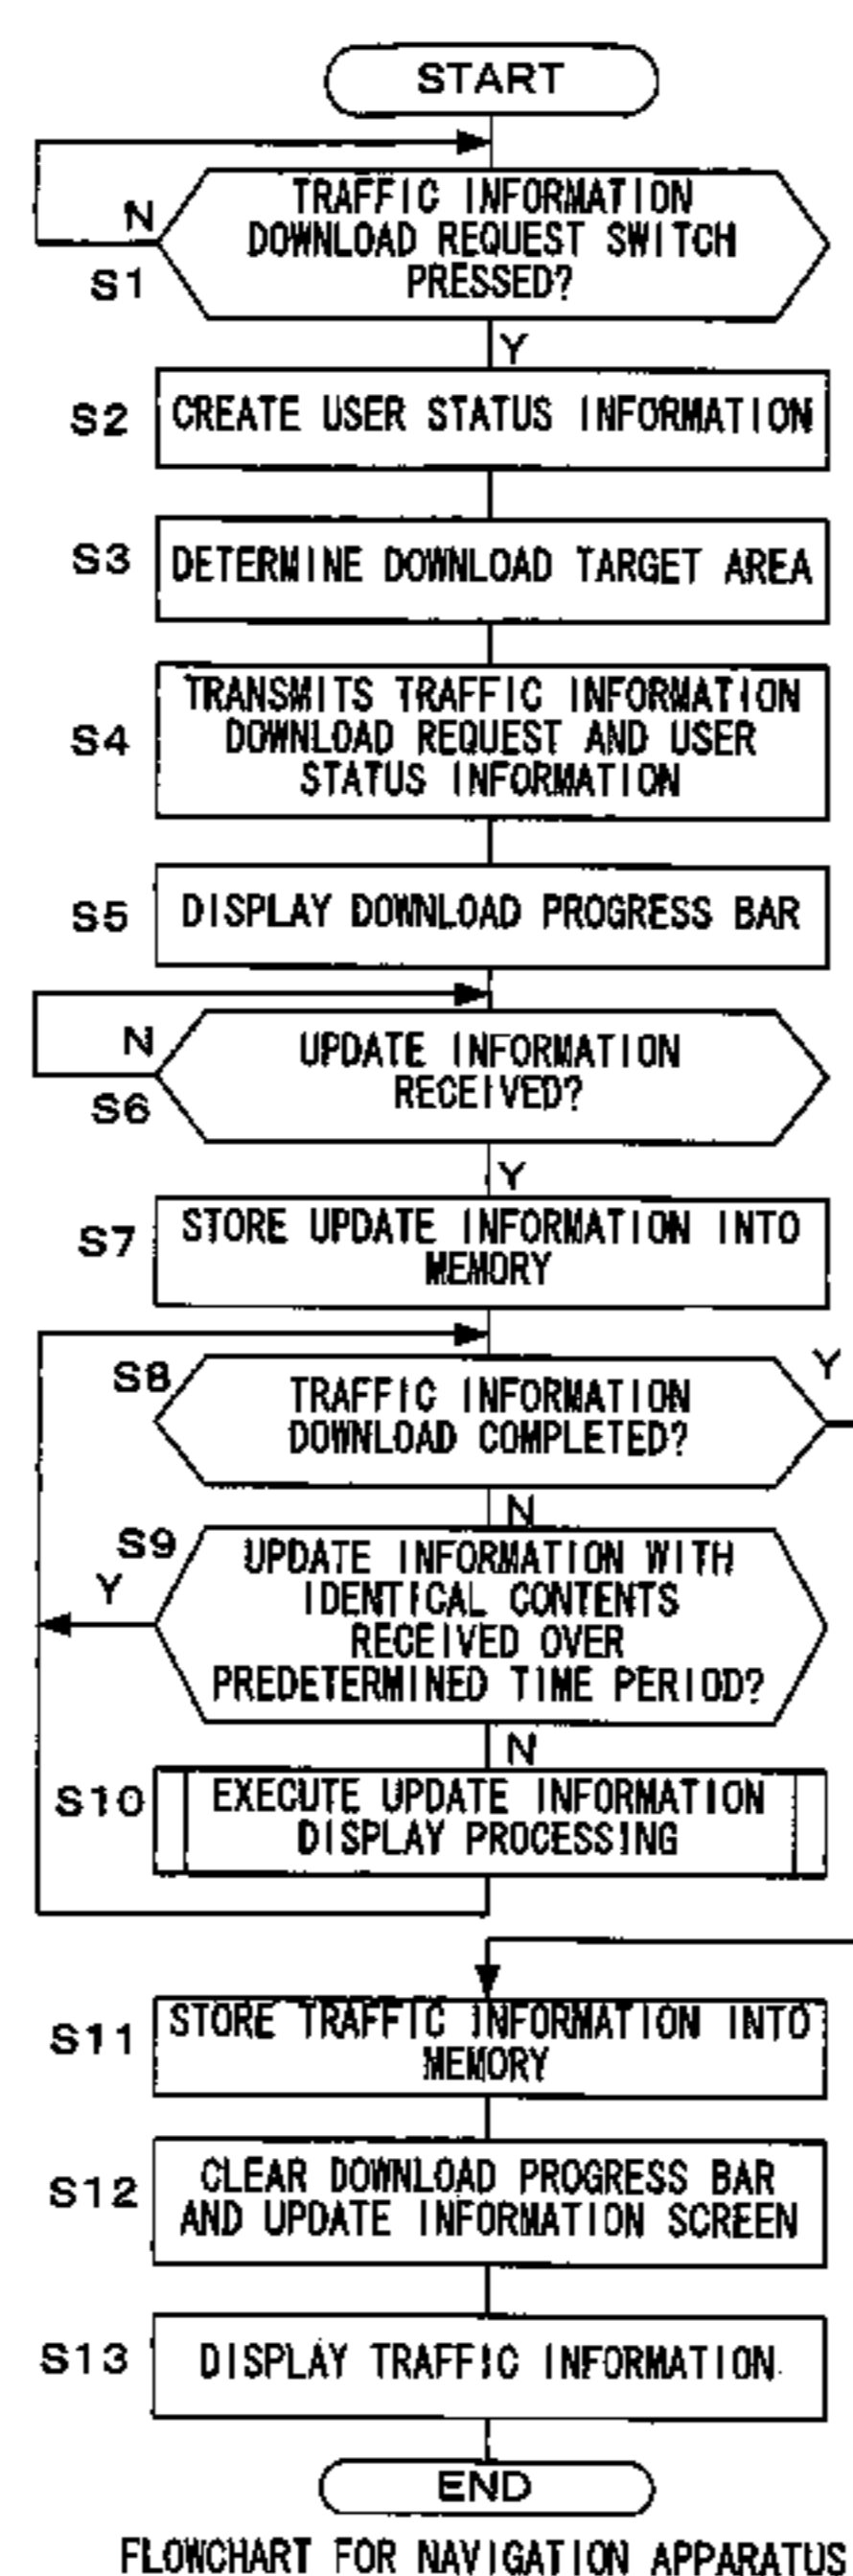 START
TRAFFIC INFORMATION
N
DOWNLOAD REQUEST SWITCH
S1
PRESSED?
Y
S2
CREATE USER STATUS INFORMATION
S3
DETERMINE DOWNLOAD TARGET AREA
TRANSMITS TRAFFIC INFORMATION
S4
DOWNLOAD REQUEST AND USER
STATUS INFORMATION
S5
DISPLAY DOWNLOAD PROGRESS BAR
N
UPDATE INFORMATION
S6
RECEIVED?
Y
S7
STORE UPDATE INFORMATION INTO
MEMORY
S8
Y
TRAFFIC INFORMATION
DOWNLOAD COMPLETED?
N
S9
UPDATE INFORMATION WITH
Y
IDENTICAL CONTENTS
RECEIVED OVER
PREDETERMINED TIME PERIOD?
N
S10
EXECUTE UPDATE INFORMATION
DISPLAY PROCESSING
S11
STORE TRAFFIC INFORMATION INTO
MEMORY
S12
CLEAR DOWNLOAD PROGRESS BAR
AND UPDATE INFORMATION SCREEN
S13
DISPLAY TRAFFIC INFORMATION
END
FLOWCHART FOR NAVIGATION APPARATUS